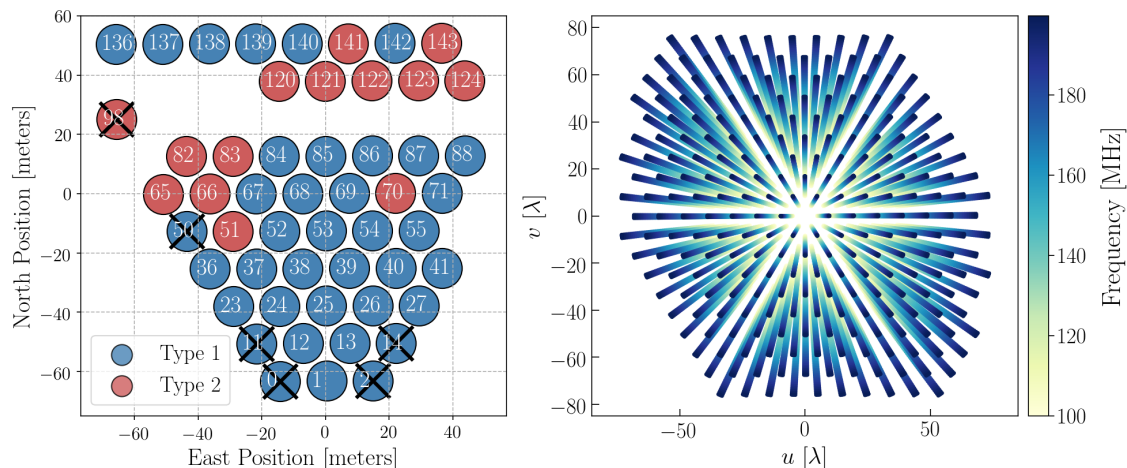 60
40
20
0
−20
−40
−60
North Position [meters]
136 137 138 139 140 141 142 143
120 121 122 123 124
98
82 83 84 85 86 87 88
65 66 67 68 69 70 71
50 51 52 53 54 55
36 37 38 39 40 41
23 24 25 26 27
11 12 13 14
0 1 2
Type 1
Type 2
−60 −40 −20 0 20 40
East Position [meters]
80
60
40
20
0
−20
−40
−60
−80
v [λ]
−50 0 50
u [λ]
180
160
140
120
100
Frequency [MHz]